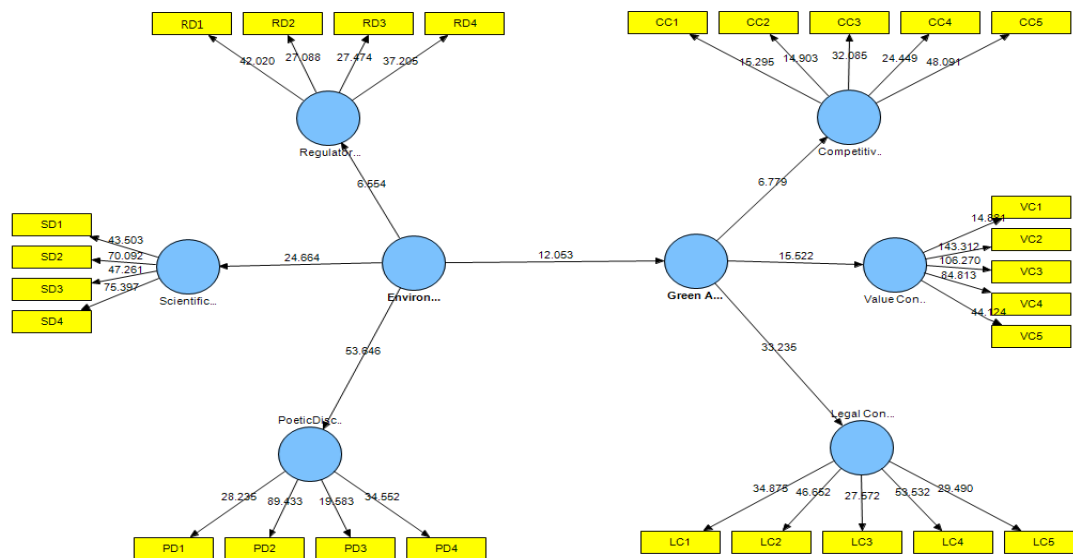 RD1 RD2 RD3 RD4
CC1 CC2 CC3 CC4 CC5
42.020 27.088 27.474 37.205
15.295 14.903 32.085 24.449 48.091
Regulator...
Competitiv..
6.554
6.779
SD1
SD2
SD3
SD4
43.503
70.092
47.261
75.397
Scientific...
24.664
Environ...
12.053
Green A...
15.522
Value Con..
VC1
VC2
VC3
VC4
VC5
143.312
106.270
84.813
44.124
53.646
33.235
PoeticDisc..
Legal Con...
28.235 89.433 19.583 34.552
34.875 46.652 27.572 53.532 29.490
PD1 PD2 PD3 PD4
LC1 LC2 LC3 LC4 LC5